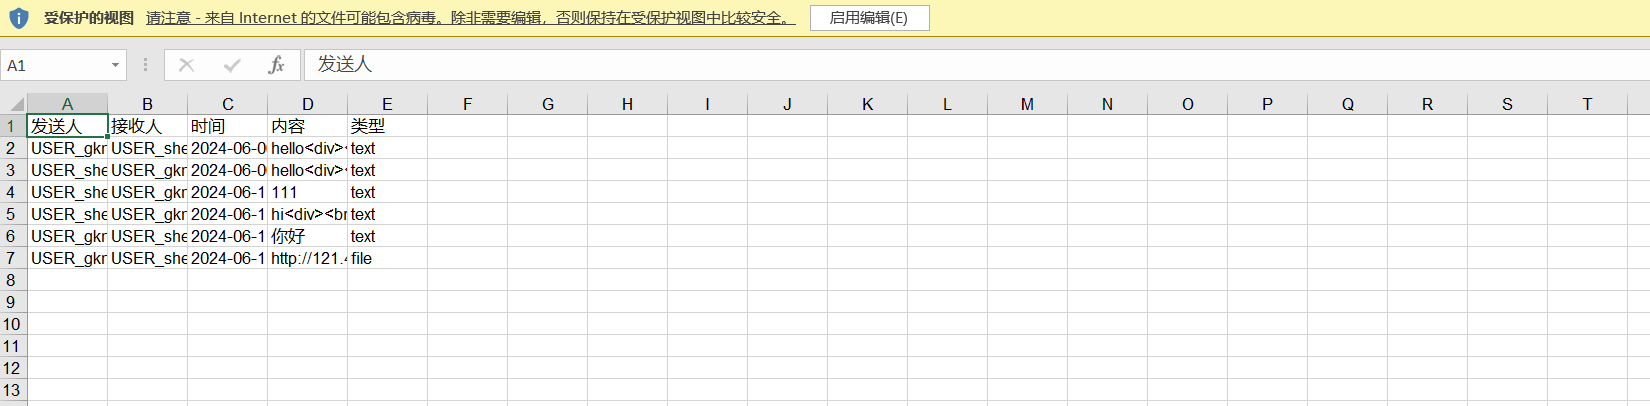 受保护的视图 请注意 - 来自 Internet 的文件可能包含病毒。除非需要编辑，否则保持在受保护视图中比较安全。 启用编辑(E)
A1 fx 发送人
A B C D E F G H I J K L M N O P Q R S T
1 发送人 接收人 时间 内容 类型
2 USER_gkr USER_she 2024-06-0 hello<div>< text
3 USER_she USER_gkr 2024-06-0 hello<div>< text
4 USER_she USER_gkr 2024-06-1 111 text
5 USER_she USER_gkr 2024-06-1 hi<div><br text
6 USER_gkr USER_she 2024-06-1 你好 text
7 USER_gkr USER_she 2024-06-1 http://121. file
8
9
10
11
12
13